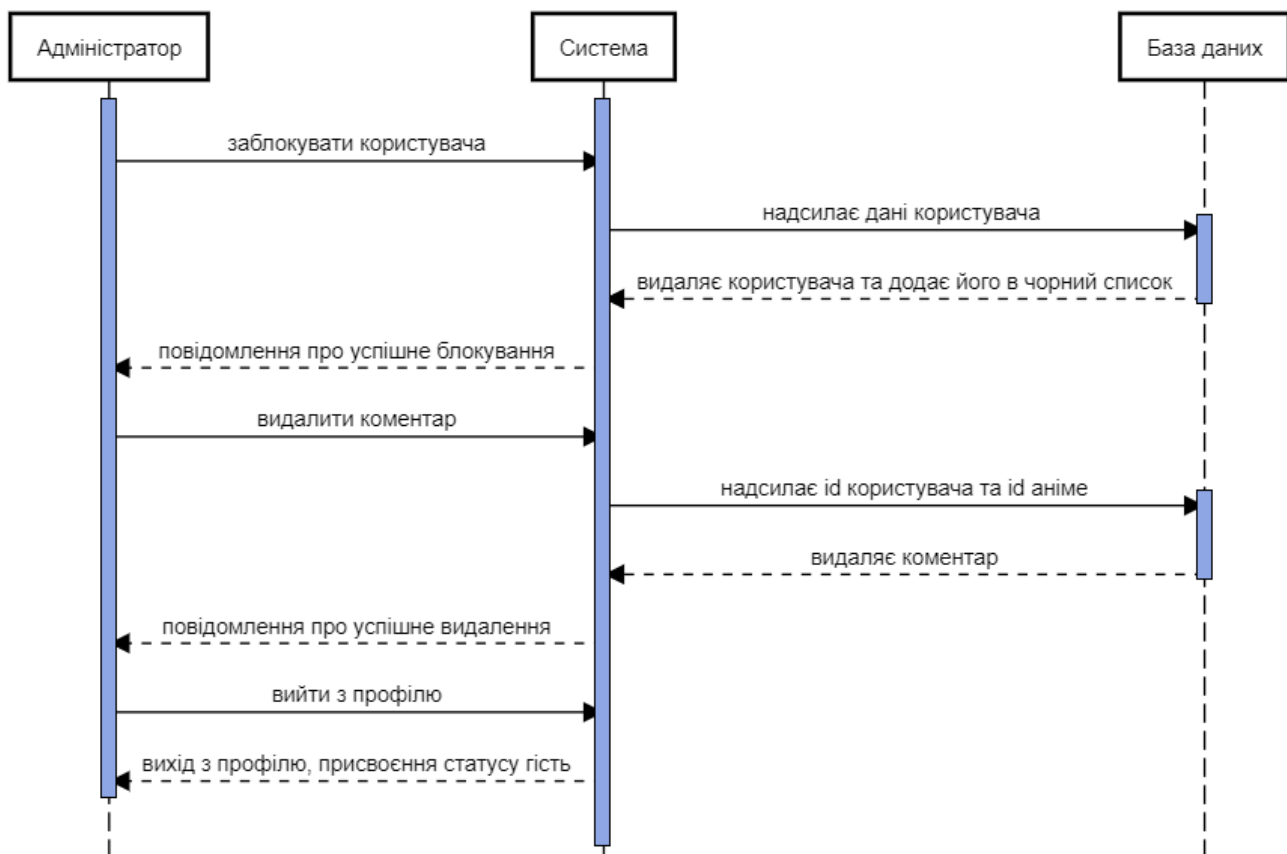 Адміністратор
Система
База даних
заблокувати користувача
надсилає дані користувача
видаляє користувача та додає його в чорний список
повідомлення про успішне блокування
видалити коментар
надсилає id користувача та id аніме
видаляє коментар
повідомлення про успішне видалення
вийти з профілю
вихід з профілю, присвоєння статусу гість